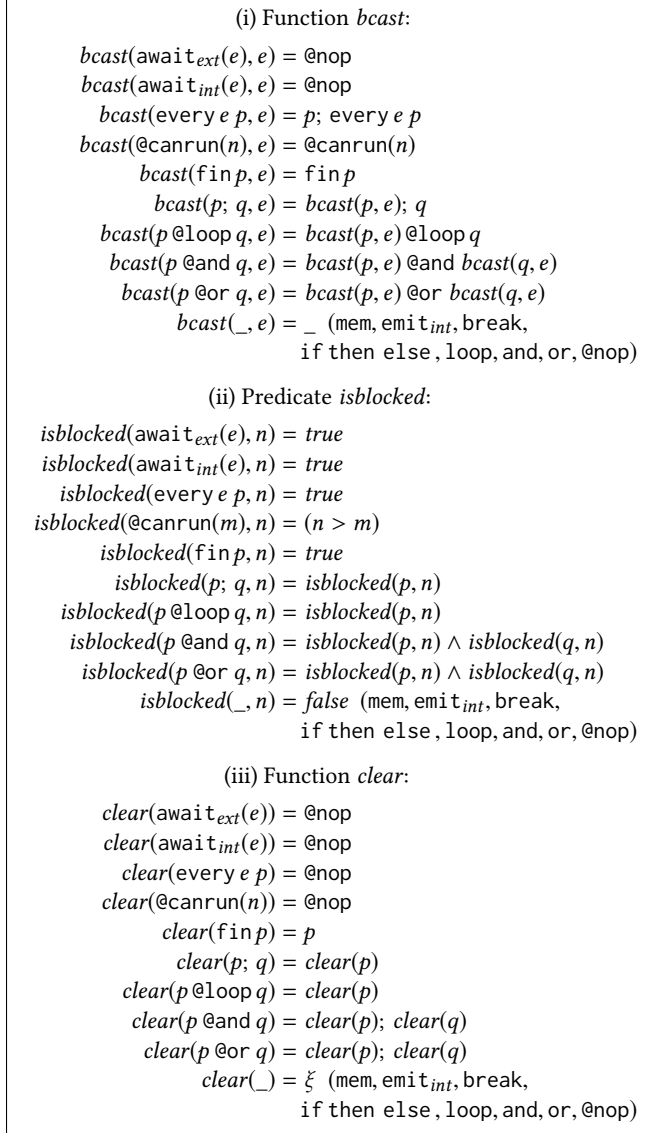 (i) Function bcast:
bcast(await_ext(e), e) = @nop
bcast(await_int(e), e) = @nop
bcast(every e p, e) = p; every e p
bcast(@canrun(n), e) = @canrun(n)
bcast(fin p, e) = fin p
bcast(p; q, e) = bcast(p, e); q
bcast(p @loop q, e) = bcast(p, e) @loop q
bcast(p @and q, e) = bcast(p, e) @and bcast(q, e)
bcast(p @or q, e) = bcast(p, e) @or bcast(q, e)
bcast(_, e) = _ (mem, emit_int, break,
if then else, loop, and, or, @nop)
(ii) Predicate isblocked:
isblocked(await_ext(e), n) = true
isblocked(await_int(e), n) = true
isblocked(every e p, n) = true
isblocked(@canrun(m), n) = (n > m)
isblocked(fin p, n) = true
isblocked(p; q, n) = isblocked(p, n)
isblocked(p @loop q, n) = isblocked(p, n)
isblocked(p @and q, n) = isblocked(p, n) ∧ isblocked(q, n)
isblocked(p @or q, n) = isblocked(p, n) ∧ isblocked(q, n)
isblocked(_, n) = false (mem, emit_int, break,
if then else, loop, and, or, @nop)
(iii) Function clear:
clear(await_ext(e)) = @nop
clear(await_int(e)) = @nop
clear(every e p) = @nop
clear(@canrun(n)) = @nop
clear(fin p) = p
clear(p; q) = clear(p)
clear(p @loop q) = clear(p)
clear(p @and q) = clear(p); clear(q)
clear(p @or q) = clear(p); clear(q)
clear(_) = ξ (mem, emit_int, break,
if then else, loop, and, or, @nop)